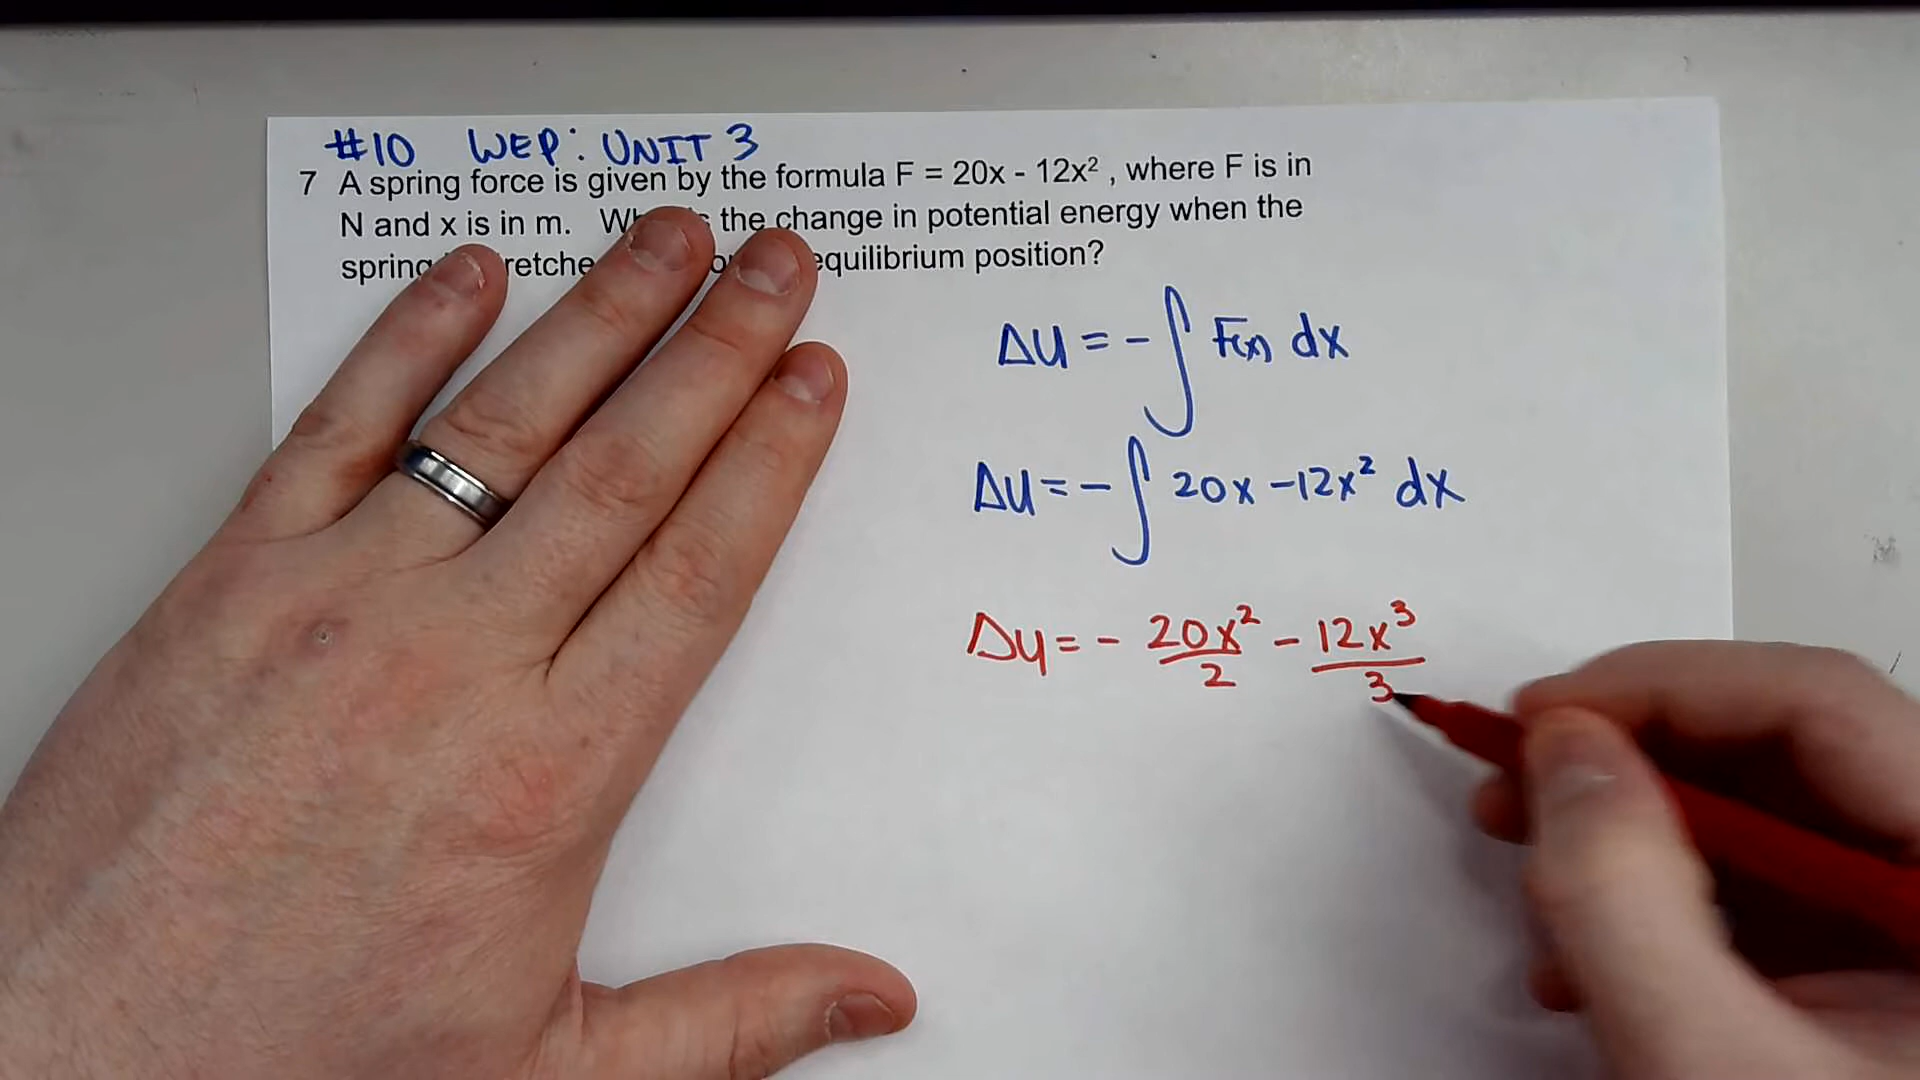 #10 WEP: UNIT 3
7 A spring force is given by the formula F = 20x - 12x² , where F is in
N and x is in m. the change in potential energy when the
spring equilibrium position?
ΔU = -∫ F(x) dx
ΔU = -∫ 20x -12x² dx
Δu = - 20x²/2 - 12x³/3